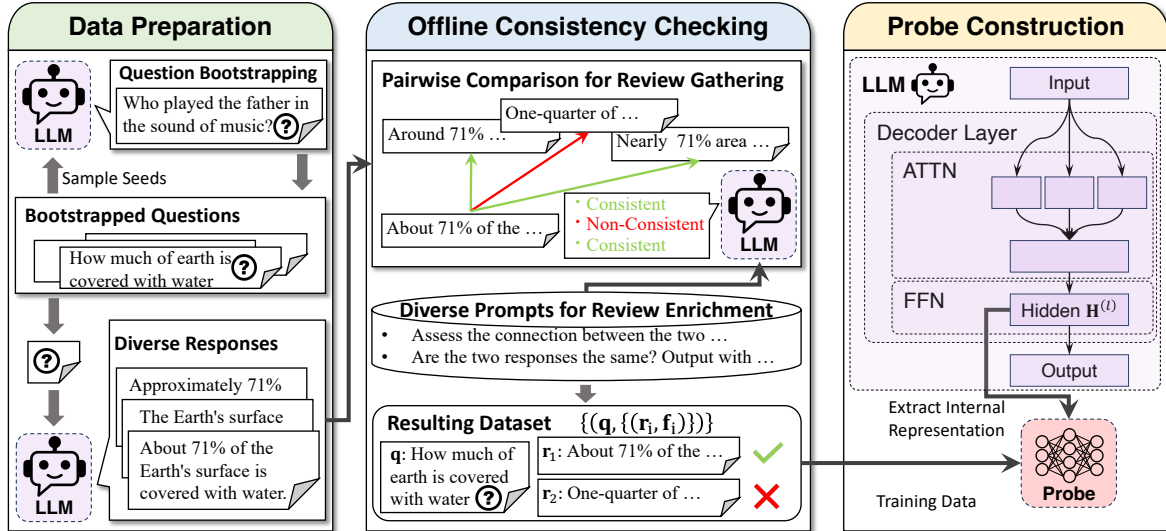 Data Preparation
Question Bootstrapping
Who played the father in
the sound of music? ?
LLM
Sample Seeds
Bootstrapped Questions
How much of earth is
covered with water ?
?
Diverse Responses
Approximately 71%
The Earth's surface
About 71% of the
Earth's surface is
covered with water.
LLM
Offline Consistency Checking
Pairwise Comparison for Review Gathering
One-quarter of …
Around 71% …
Nearly 71% area …
About 71% of the …
· Consistent
· Non-Consistent
· Consistent
LLM
Diverse Prompts for Review Enrichment
• Assess the connection between the two …
• Are the two responses the same? Output with …
Resulting Dataset {(q, {(r_i, f_i)})}
q: How much of
earth is covered
with water ?
r₁: About 71% of the …
r₂: One-quarter of …
Probe Construction
LLM
Input
Decoder Layer
ATTN
FFN
Hidden H^(l)
Output
Extract Internal
Representation
Training Data
Probe